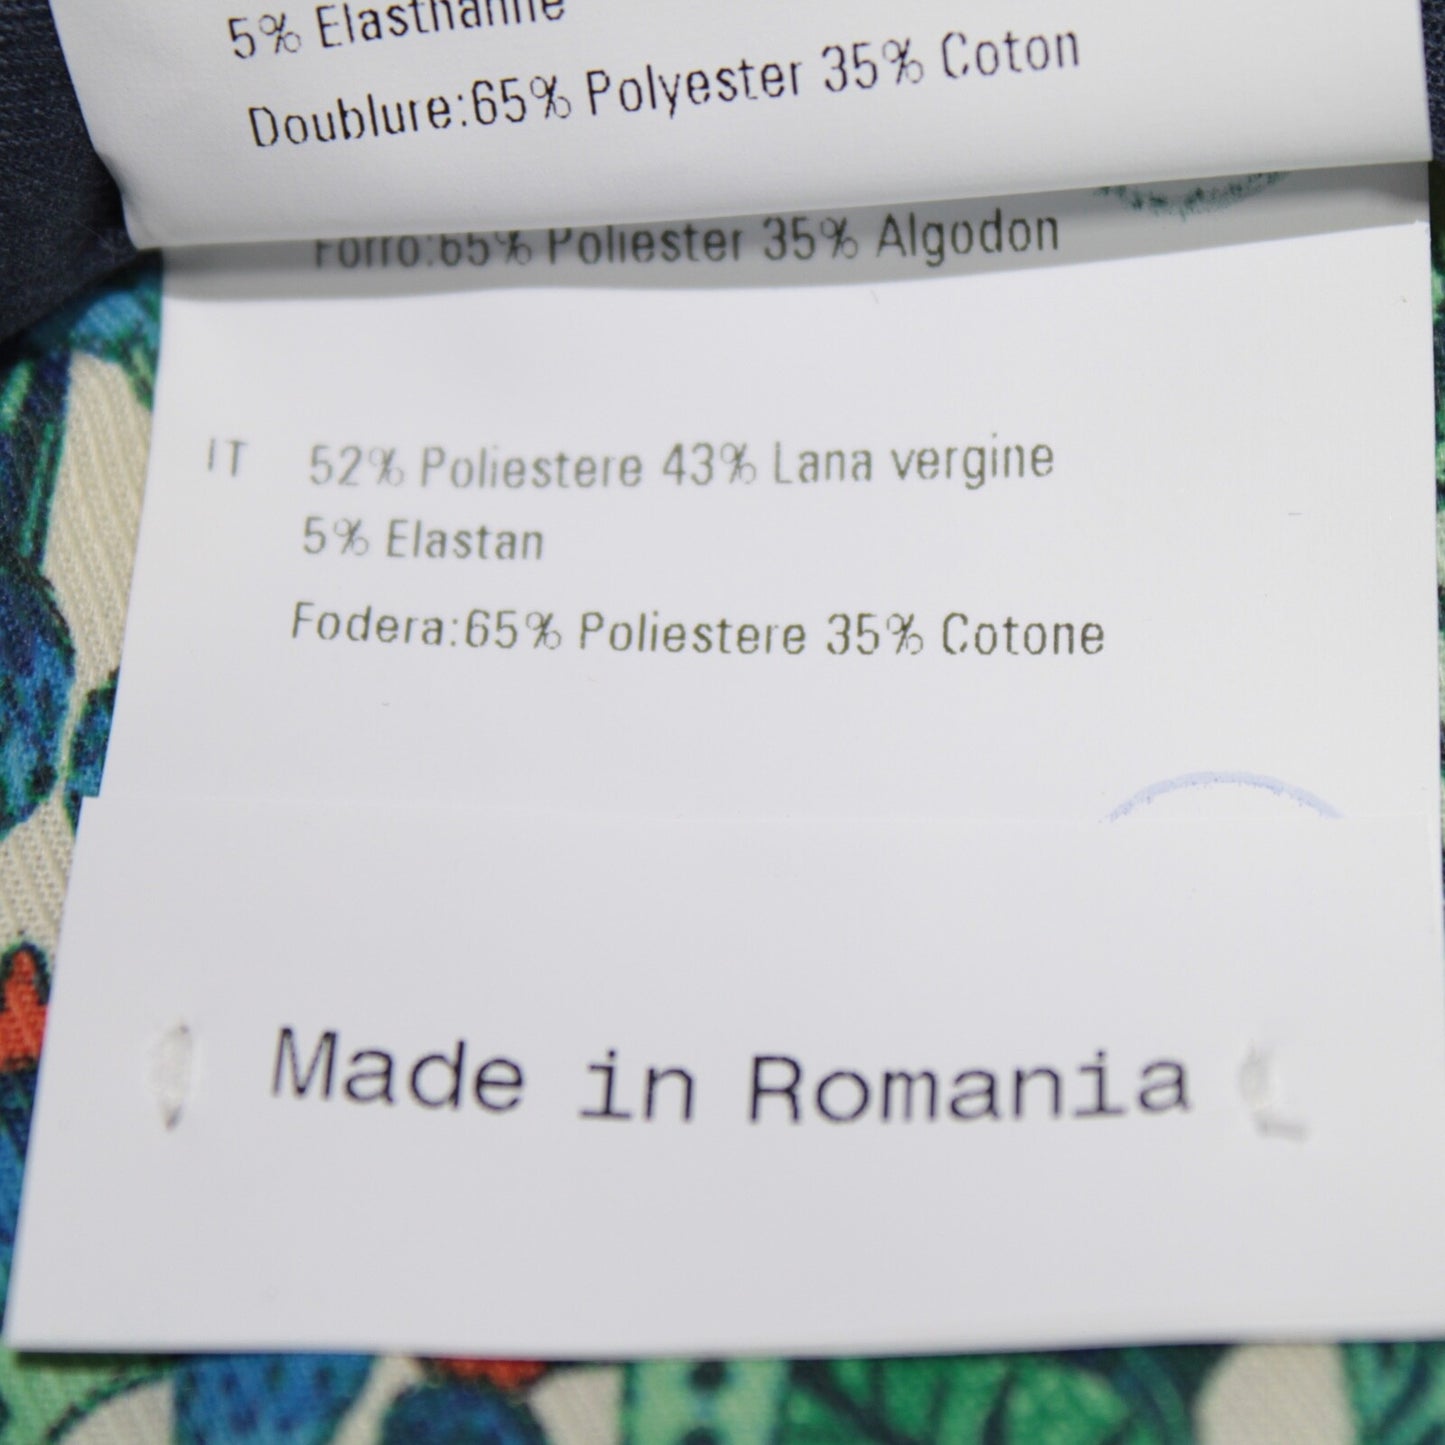 5% Elasthanne
Doublure:65% Polyester 35% Coton
Forro:65% Poliester 35% Algodon
IT 52% Poliestere 43% Lana vergine
5% Elastan
Fodera:65% Poliestere 35% Cotone
Made in Romania